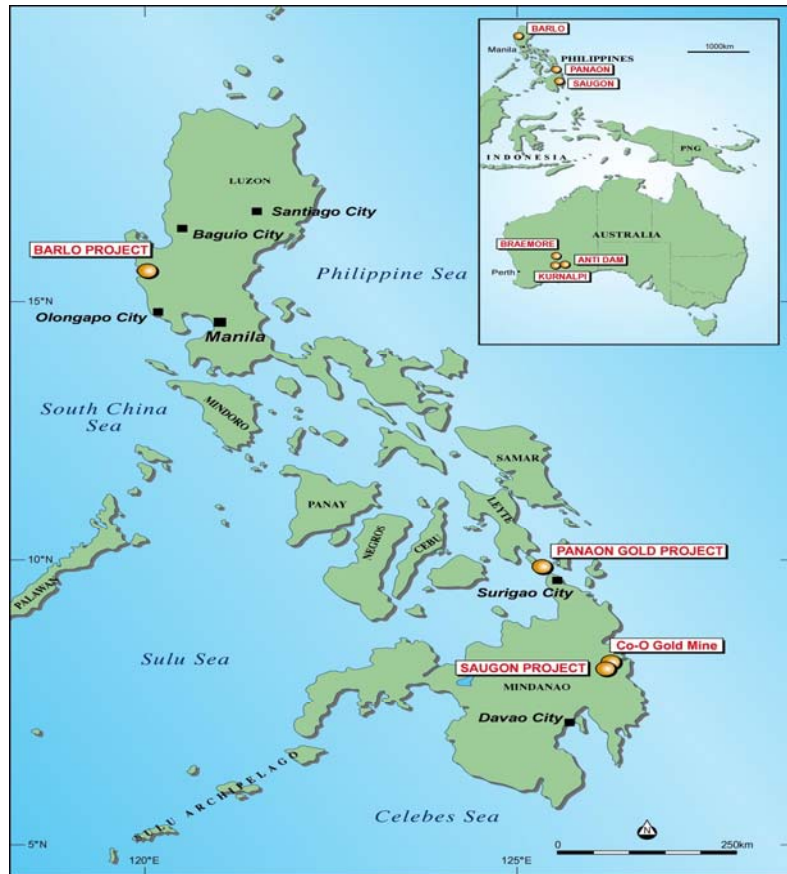 BARLO
Manila
PHILIPPINES
1000km
PANAON
SAUGON
INDONESIA
PNG
AUSTRALIA
BRAEMORE
ANTI DAM
Perth
KURNALPI
LUZON
Santiago City
Baguio City
BARLO PROJECT
Philippine Sea
15°N
Olongapo City
Manila
South China
Sea
MINDORO
SAMAR
PANAY
LEYTE
NEGROS
CEBU
PANAON GOLD PROJECT
10°N
Surigao City
PALAWAN
Co-O Gold Mine
Sulu Sea
SAUGON PROJECT
MINDANAO
Davao City
SULU ARCHIPELAGO
Celebes Sea
N
5°N
0
250km
120°E
125°E